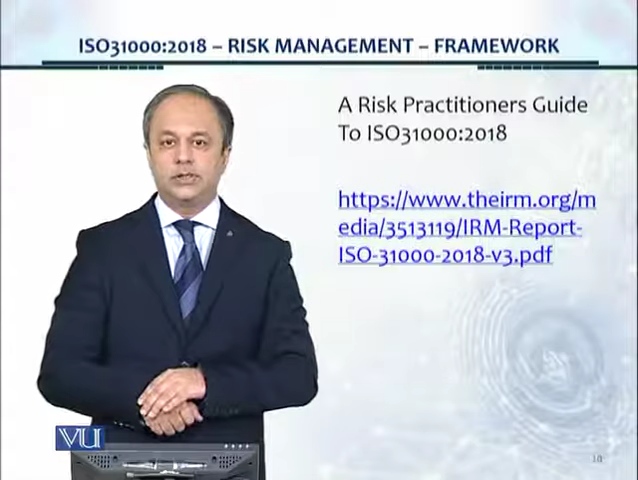 ISO31000:2018 – RISK MANAGEMENT – FRAMEWORK
A Risk Practitioners Guide
To ISO31000:2018
https://www.theirm.org/m
edia/3513119/IRM-Report-
ISO-31000-2018-v3.pdf
VU